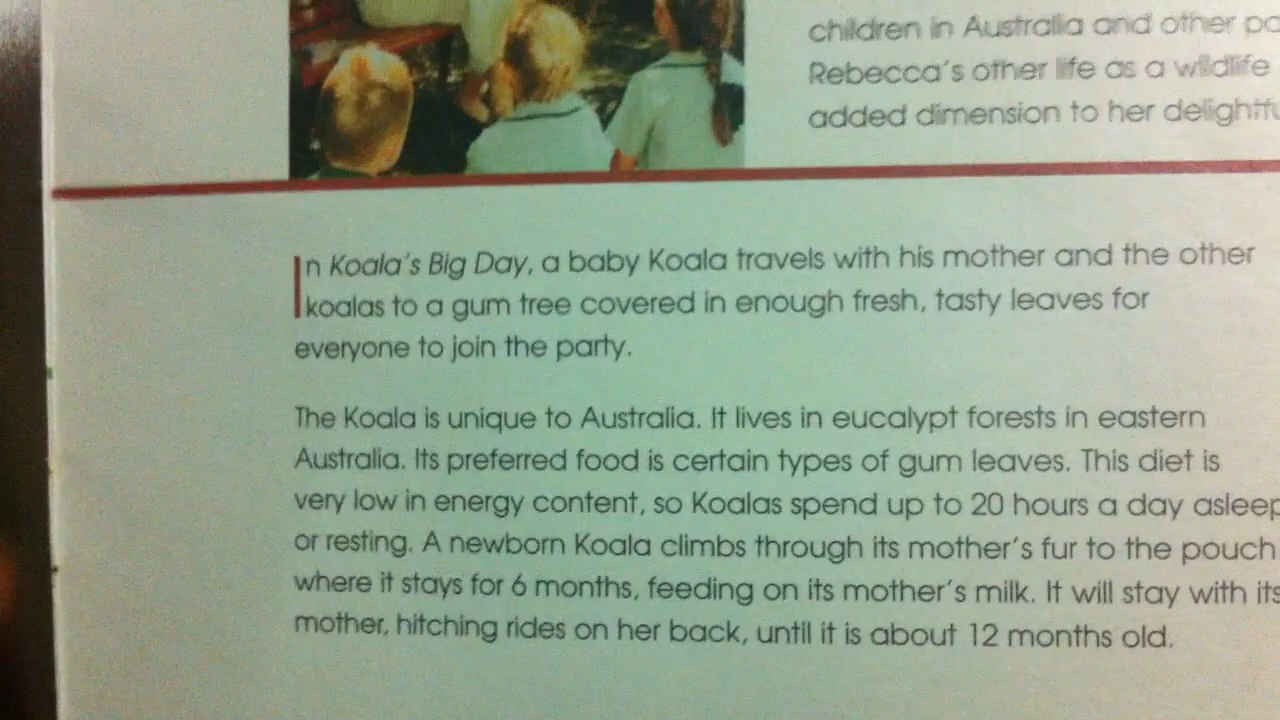 children in Australia and other
Rebecca's other life as a wildlife
added dimension to her
In Koala's Big Day, a baby Koala travels with his mother and the other
koalas to a gum tree covered in enough fresh, tasty leaves for
everyone to join the party.
The Koala is unique to Australia. It lives in eucalypt forests in eastern
Australia. Its preferred food is certain types of gum leaves. This diet is
very low in energy content, so Koalas spend up to 20 hours a day asleep
or resting. A newborn Koala climbs through its mother's fur to the pouch
where it stays for 6 months, feeding on its mother's milk. It will stay with its
mother, hitching rides on her back, until it is about 12 months old.